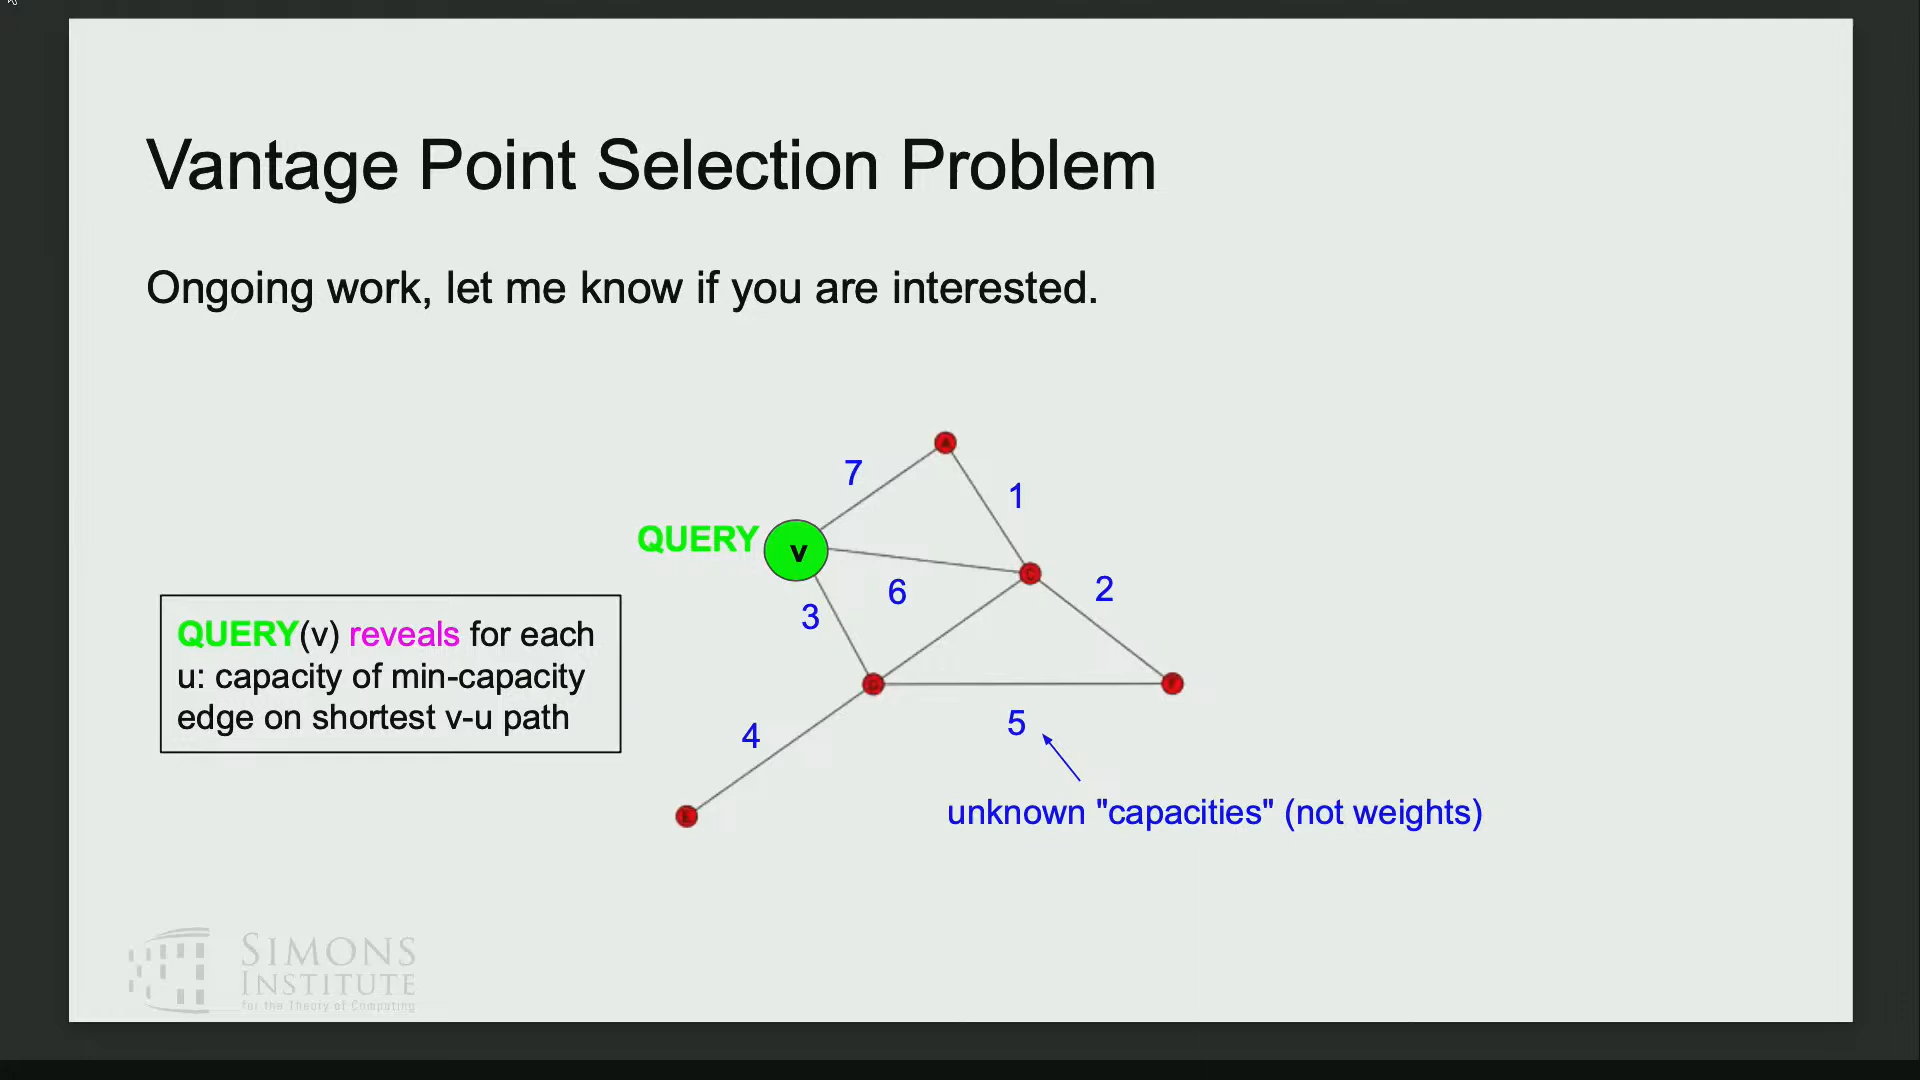 Vantage Point Selection Problem
Ongoing work, let me know if you are interested.
A
7
1
QUERY
v
C
2
6
3
QUERY(v) reveals for each
u: capacity of min-capacity
edge on shortest v-u path
5
4
unknown "capacities" (not weights)
SIMONS
INSTITUTE
for the Theory of Computing